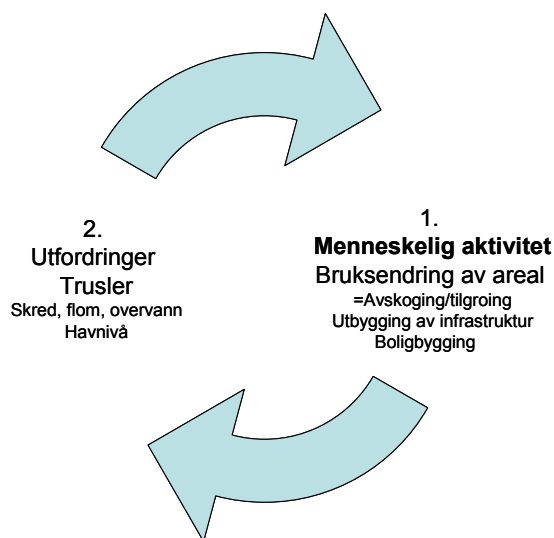 1.
Menneskelig aktivitet
Bruksendring av areal
=Avskoging/tilgroing
Utbygging av infrastruktur
Boligbygging
2.
Utfordringer
Trusler
Skred, flom, overvann
Havnivå